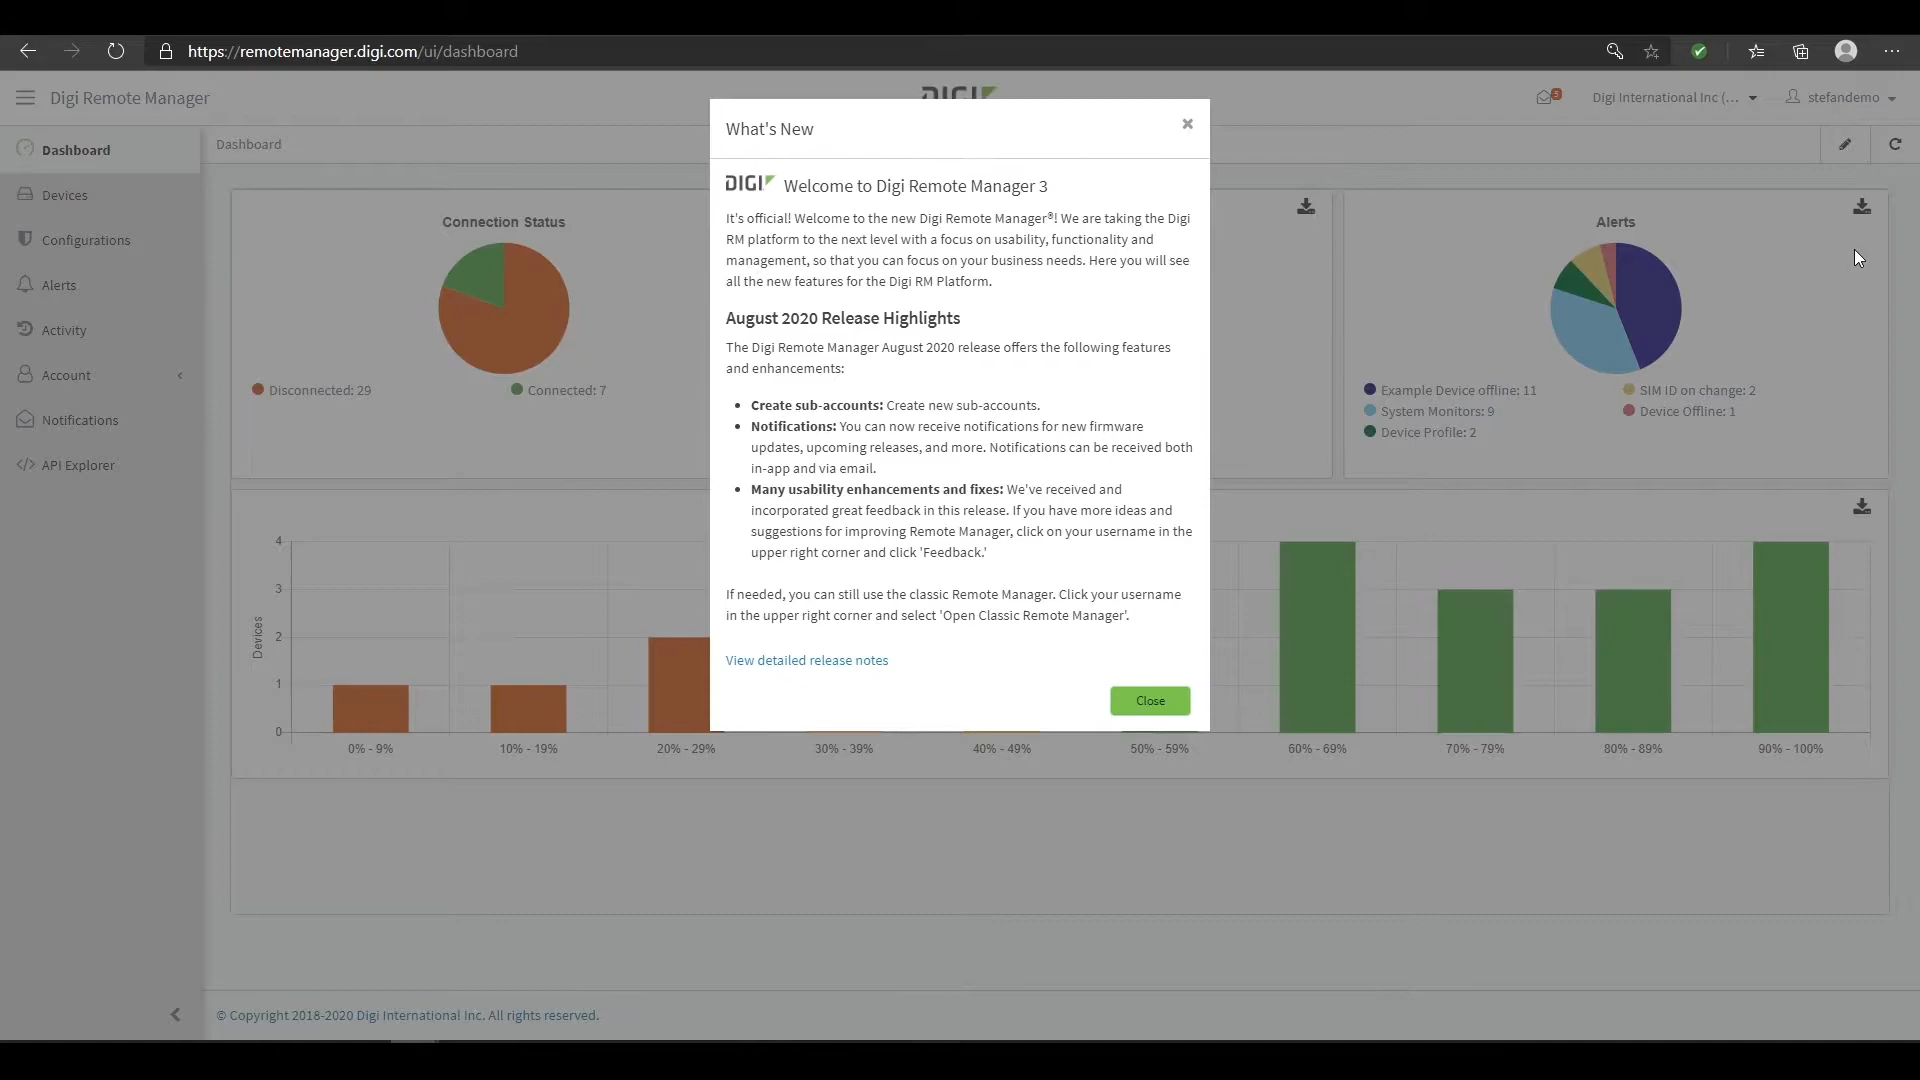 https://remotemanager.digi.com/ui/dashboard
Digi Remote Manager
DIGI
5
Digi International Inc (...
stefandemo
Dashboard
Devices
Configurations
Alerts
Activity
Account
Notifications
API Explorer
Dashboard
Connection Status
Disconnected: 29
Connected: 7
Alerts
Example Device offline: 11
SIM ID on change: 2
System Monitors: 9
Device Offline: 1
Device Profile: 2
What's New
DIGI Welcome to Digi Remote Manager 3
It's official! Welcome to the new Digi Remote Manager®! We are taking the Digi
RM platform to the next level with a focus on usability, functionality and
management, so that you can focus on your business needs. Here you will see
all the new features for the Digi RM Platform.
August 2020 Release Highlights
The Digi Remote Manager August 2020 release offers the following features
and enhancements:
• Create sub-accounts: Create new sub-accounts.
• Notifications: You can now receive notifications for new firmware
updates, upcoming releases, and more. Notifications can be received both
in-app and via email.
• Many usability enhancements and fixes: We've received and
incorporated great feedback in this release. If you have more ideas and
suggestions for improving Remote Manager, click on your username in the
upper right corner and click 'Feedback.'
If needed, you can still use the classic Remote Manager. Click your username
in the upper right corner and select 'Open Classic Remote Manager'.
View detailed release notes
Close
Devices
4
3
2
1
0
0% - 9%
10% - 19%
20% - 29%
30% - 39%
40% - 49%
50% - 59%
60% - 69%
70% - 79%
80% - 89%
90% - 100%
© Copyright 2018-2020 Digi International Inc. All rights reserved.